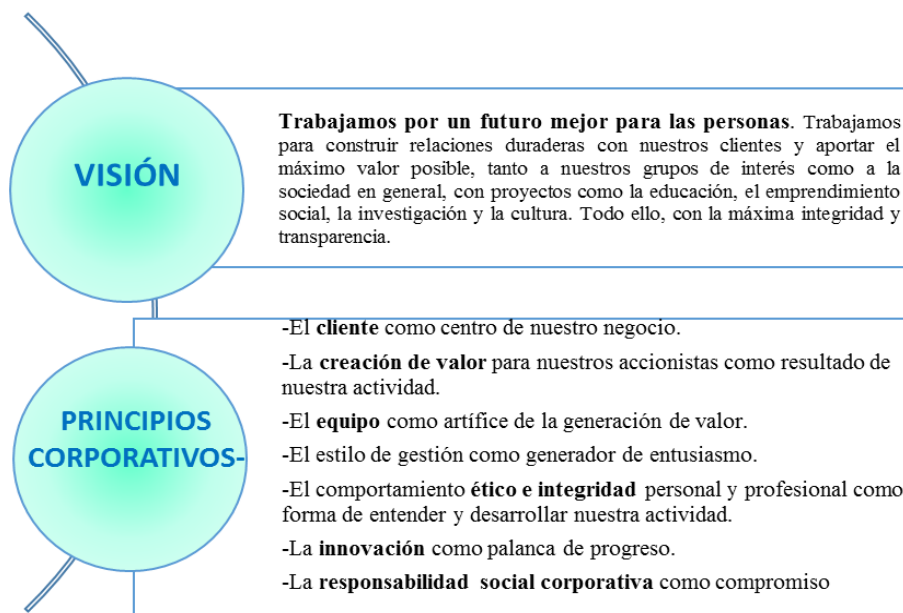 VISIÓN
Trabajamos por un futuro mejor para las personas. Trabajamos
para construir relaciones duraderas con nuestros clientes y aportar el
máximo valor posible, tanto a nuestros grupos de interés como a la
sociedad en general, con proyectos como la educación, el emprendimiento
social, la investigación y la cultura. Todo ello, con la máxima integridad y
transparencia.
PRINCIPIOS
CORPORATIVOS-
-El cliente como centro de nuestro negocio.
-La creación de valor para nuestros accionistas como resultado de
nuestra actividad.
-El equipo como artífice de la generación de valor.
-El estilo de gestión como generador de entusiasmo.
-El comportamiento ético e integridad personal y profesional como
forma de entender y desarrollar nuestra actividad.
-La innovación como palanca de progreso.
-La responsabilidad social corporativa como compromiso